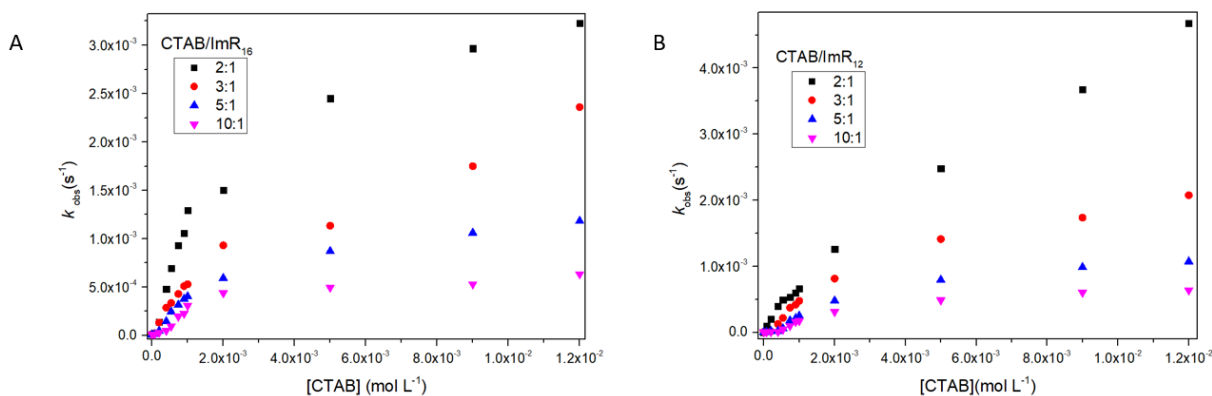 A
CTAB/ImR₁₆
2:1
3:1
5:1
10:1
3.0x10⁻³
2.5x10⁻³
2.0x10⁻³
1.5x10⁻³
1.0x10⁻³
5.0x10⁻⁴
0.0
k obs(s⁻¹)
0.0 2.0x10⁻³ 4.0x10⁻³ 6.0x10⁻³ 8.0x10⁻³ 1.0x10⁻² 1.2x10⁻²
[CTAB] (mol L⁻¹)
B
CTAB/ImR₁₂
2:1
3:1
5:1
10:1
4.0x10⁻³
3.0x10⁻³
2.0x10⁻³
1.0x10⁻³
0.0
kobs(s⁻¹)
0.0 2.0x10⁻³ 4.0x10⁻³ 6.0x10⁻³ 8.0x10⁻³ 1.0x10⁻² 1.2x10⁻²
[CTAB](mol L⁻¹)